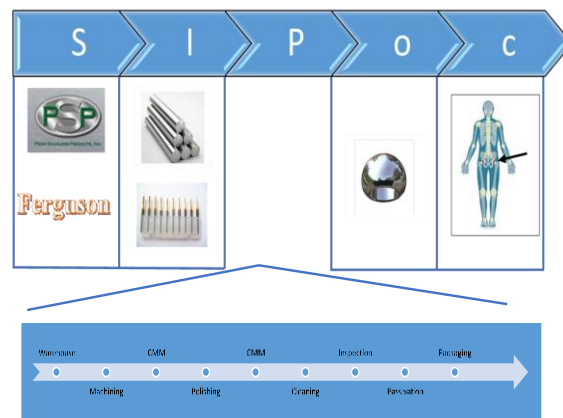 S I P o c
PSP
Ferguson
Warehouse
Machining
CMM
Polishing
CMM
Cleaning
Inspection
Passivation
Packaging